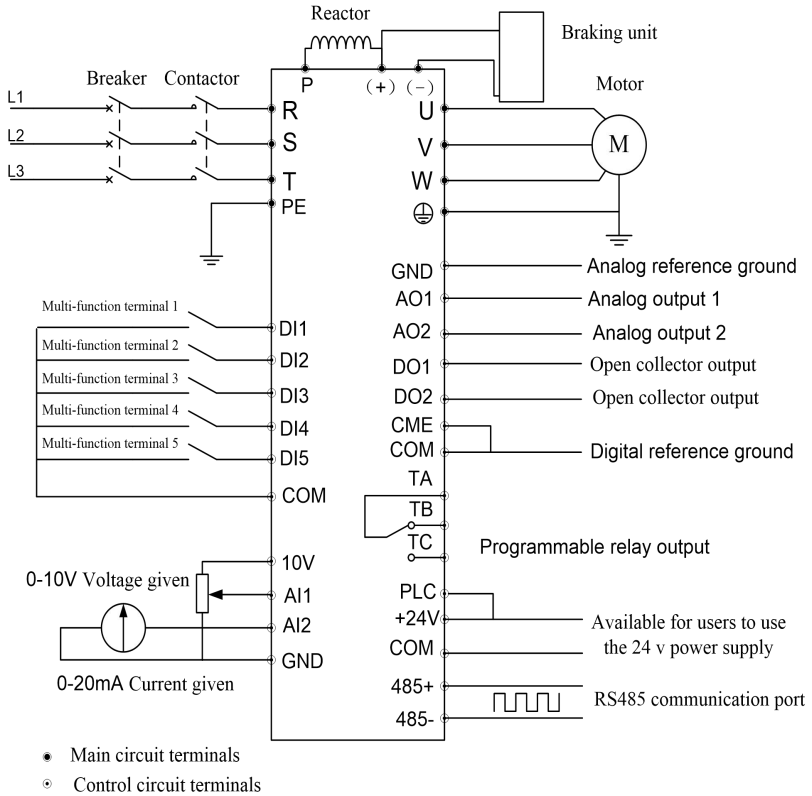 Reactor
Braking unit
Breaker Contactor
P (+) (-)
Motor
L1
R
U
L2
S
V
M
L3
T
W
PE
GND Analog reference ground
Multi-function terminal 1
AO1 Analog output 1
DI1
AO2 Analog output 2
Multi-function terminal 2
DI2
DO1 Open collector output
Multi-function terminal 3
DI3
DO2 Open collector output
Multi-function terminal 4
DI4
CME
Multi-function terminal 5
COM Digital reference ground
DI5
TA
COM
TB
TC
Programmable relay output
10V
0-10V Voltage given
AI1
PLC
+24V
AI2
Available for users to use
the 24 v power supply
COM
GND
0-20mA Current given
485+
RS485 communication port
485-
Main circuit terminals
Control circuit terminals